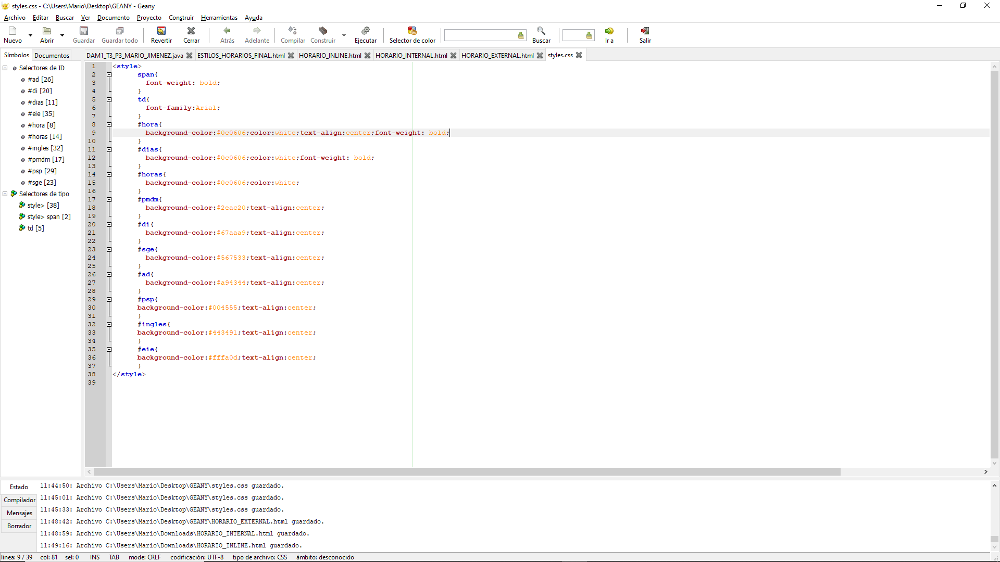 styles.css - C:\Users\Mario\Desktop\GEANY - Geany
Archivo Editar Buscar Ver Documento Proyecto Construir Herramientas Ayuda
Nuevo Abrir Guardar Guardar todo Revertir Cerrar Atrás Adelante Compilar Construir Ejecutar Selector de color Buscar Ir a Salir
Símbolos Documentos DAM1_T3_P3_MARIO_JIMENEZ.java ESTILOS_HORARIOS_FINAL.html HORARIO_INLINE.html HORARIO_INTERNAL.html HORARIO_EXTERNAL.html styles.css
Selectores de ID
#ad [26]
#di [20]
#dias [11]
#eie [35]
#hora [8]
#horas [14]
#ingles [32]
#pmdm [17]
#psp [29]
#sge [23]
Selectores de tipo
style> [38]
style> span [2]
td [5]
1 <style>
2 span{
3 font-weight: bold;
4 }
5 td{
6 font-family:Arial;
7 }
8 #hora{
9 background-color:#0c0606;color:white;text-align:center;font-weight: bold;
10 }
11 #dias{
12 background-color:#0c0606;color:white;font-weight: bold;
13 }
14 #horas{
15 background-color:#0c0606;color:white;
16 }
17 #pmdm{
18 background-color:#2eac20;text-align:center;
19 }
20 #di{
21 background-color:#67aaa9;text-align:center;
22 }
23 #sge{
24 background-color:#567533;text-align:center;
25 }
26 #ad{
27 background-color:#a94344;text-align:center;
28 }
29 #psp{
30 background-color:#004555;text-align:center;
31 }
32 #ingles{
33 background-color:#443491;text-align:center;
34 }
35 #eie{
36 background-color:#fffa0d;text-align:center;
37 }
38 </style>
39
Estado
Compilador
Mensajes
Borrador
11:44:50: Archivo C:\Users\Mario\Desktop\GEANY\styles.css guardado.
11:45:01: Archivo C:\Users\Mario\Desktop\GEANY\styles.css guardado.
11:45:33: Archivo C:\Users\Mario\Desktop\GEANY\styles.css guardado.
11:48:42: Archivo C:\Users\Mario\Desktop\GEANY\HORARIO_EXTERNAL.html guardado.
11:48:59: Archivo C:\Users\Mario\Downloads\HORARIO_INTERNAL.html guardado.
11:49:16: Archivo C:\Users\Mario\Downloads\HORARIO_INLINE.html guardado.
línea: 9 / 39 col: 81 sel: 0 INS TAB mode: CRLF codificación: UTF-8 tipo de archivo: CSS ámbito: desconocido